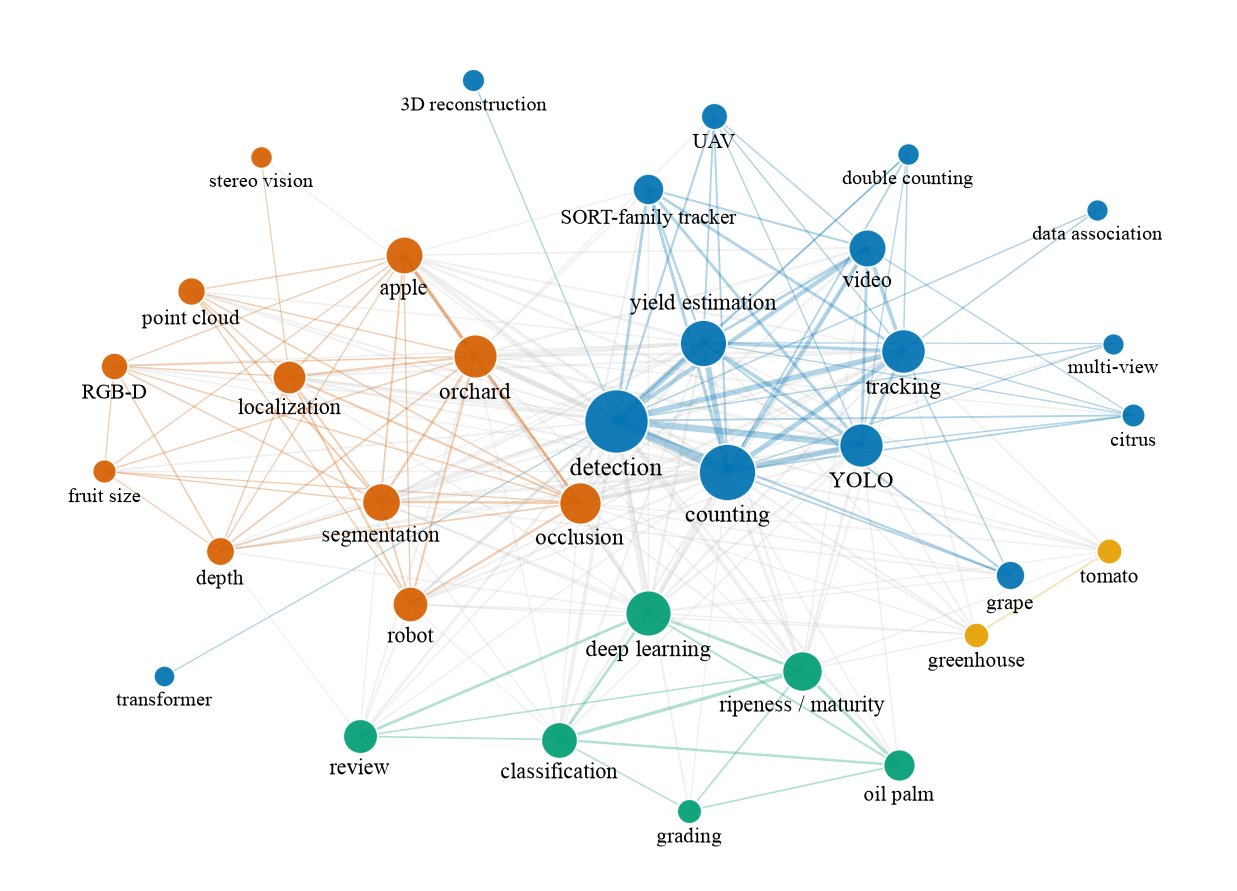 3D reconstruction
UAV
stereo vision
double counting
SORT-family tracker
data association
apple
video
point cloud
yield estimation
RGB-D
localization
orchard
tracking
multi-view
citrus
detection
YOLO
fruit size
counting
segmentation
occlusion
depth
tomato
grape
robot
deep learning
greenhouse
transformer
ripeness / maturity
review
classification
oil palm
grading